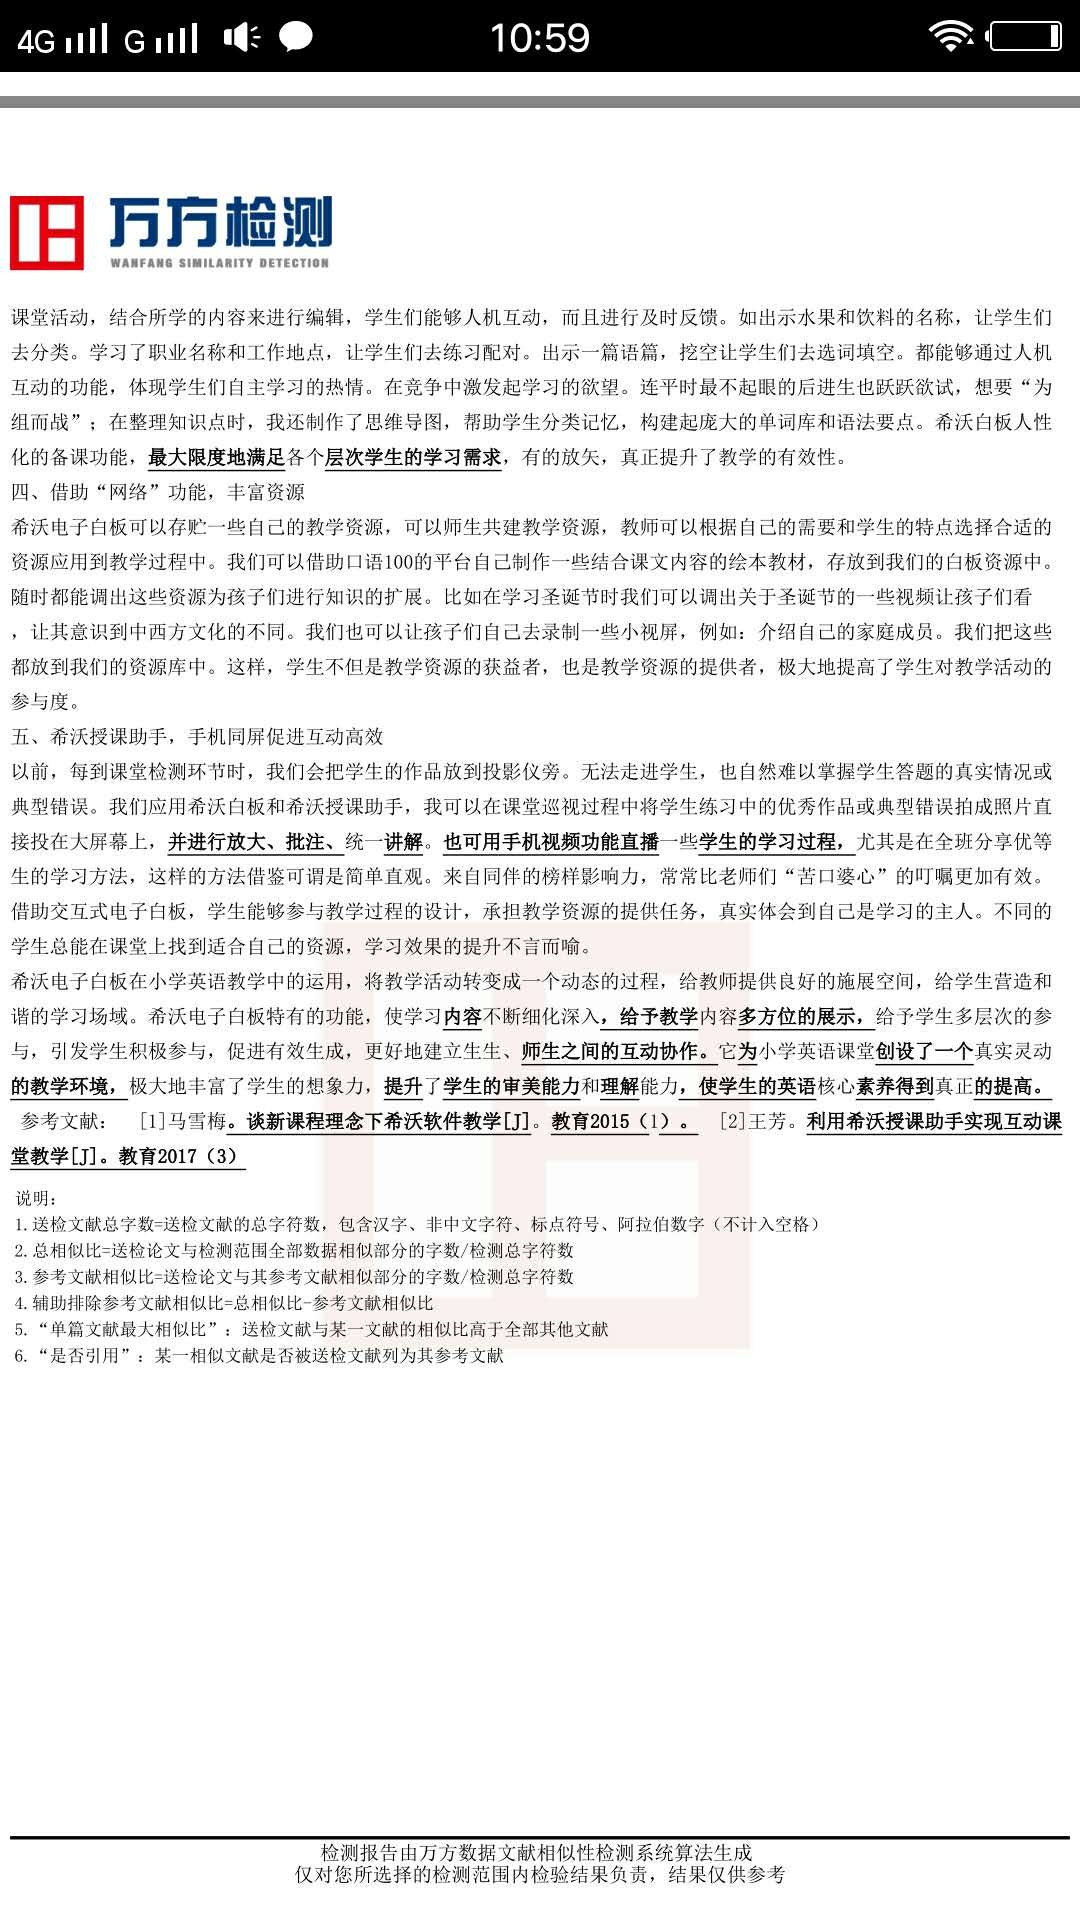 4G G 10:59
万方检测
WANFANG SIMILARITY DETECTION
课堂活动，结合所学的内容来进行编辑，学生们能够人机互动，而且进行及时反馈。如出示水果和饮料的名称，让学生们
去分类。学习了职业名称和工作地点，让学生们去练习配对。出示一篇语篇，挖空让学生们去选词填空。都能够通过人机
互动的功能，体现学生们自主学习的热情。在竞争中激发起学习的欲望。连平时最不起眼的后进生也跃跃欲试，想要“为
组而战”；在整理知识点时，我还制作了思维导图，帮助学生分类记忆，构建起庞大的单词库和语法要点。希沃白板人性
化的备课功能，最大限度地满足各个层次学生的学习需求，有的放矢，真正提升了教学的有效性。
四、借助“网络”功能，丰富资源
希沃电子白板可以存贮一些自己的教学资源，可以师生共建教学资源，教师可以根据自己的需要和学生的特点选择合适的
资源应用到教学过程中。我们可以借助口语100的平台自己制作一些结合课文内容的绘本教材，存放到我们的白板资源中。
随时都能调出这些资源为孩子们进行知识的扩展。比如在学习圣诞节时我们可以调出关于圣诞节的一些视频让孩子们看
，让其意识到中西方文化的不同。我们也可以让孩子们自己去录制一些小视屏，例如：介绍自己的家庭成员。我们把这些
都放到我们的资源库中。这样，学生不但是教学资源的获益者，也是教学资源的提供者，极大地提高了学生对教学活动的
参与度。
五、希沃授课助手，手机同屏促进互动高效
以前，每到课堂检测环节时，我们会把学生的作品放到投影仪旁。无法走进学生，也自然难以掌握学生答题的真实情况或
典型错误。我们应用希沃白板和希沃授课助手，我可以在课堂巡视过程中将学生练习中的优秀作品或典型错误拍成照片直
接投在大屏幕上，并进行放大、批注、统一讲解。也可用手机视频功能直播一些学生的学习过程，尤其是在全班分享优等
生的学习方法，这样的方法借鉴可谓是简单直观。来自同伴的榜样影响力，常常比老师们“苦口婆心”的叮嘱更加有效。
借助交互式电子白板，学生能够参与教学过程的设计，承担教学资源的提供任务，真实体会到自己是学习的主人。不同的
学生总能在课堂上找到适合自己的资源，学习效果的提升不言而喻。
希沃电子白板在小学英语教学中的运用，将教学活动转变成一个动态的过程，给教师提供良好的施展空间，给学生营造和
谐的学习场域。希沃电子白板特有的功能，使学习内容不断细化深入，给予教学内容多方位的展示，给予学生多层次的参
与，引发学生积极参与，促进有效生成，更好地建立生生、师生之间的互动协作。它为小学英语课堂创设了一个真实灵动
的教学环境，极大地丰富了学生的想象力，提升了学生的审美能力和理解能力，使学生的英语核心素养得到真正的提高。
参考文献： [1]马雪梅。谈新课程理念下希沃软件教学[J]。教育2015（1）。 [2]王芳。利用希沃授课助手实现互动课
堂教学[J]。教育2017（3）
说明：
1.送检文献总字数=送检文献的总字符数，包含汉字、非中文字符、标点符号、阿拉伯数字（不计入空格）
2.总相似比=送检论文与检测范围全部数据相似部分的字数/检测总字符数
3.参考文献相似比=送检论文与其参考文献相似部分的字数/检测总字符数
4.辅助排除参考文献相似比=总相似比-参考文献相似比
5.“单篇文献最大相似比”：送检文献与某一文献的相似比高于全部其他文献
6.“是否引用”：某一相似文献是否被送检文献列为其参考文献
检测报告由万方数据文献相似性检测系统算法生成
仅对您所选择的检测范围内检验结果负责，结果仅供参考